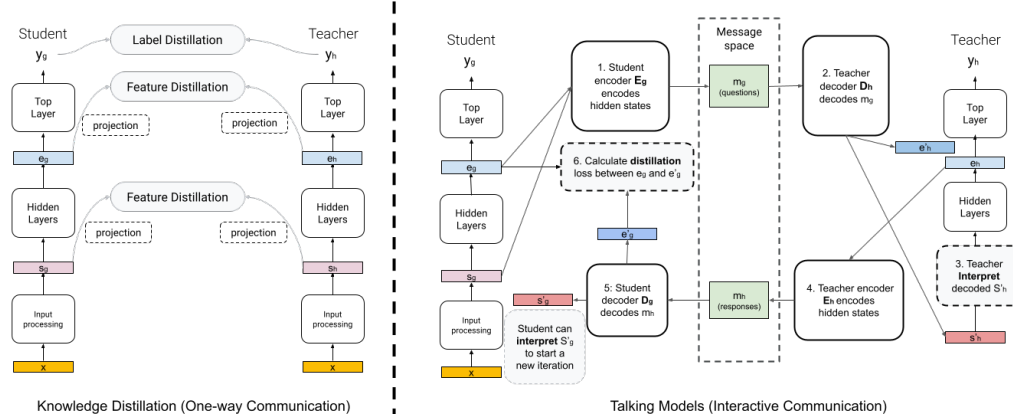 Student
yg
Label Distillation
Teacher
yh
Top
Layer
Feature Distillation
Top
Layer
projection
projection
eg
eh
Hidden
Layers
Feature Distillation
Hidden
Layers
projection
projection
sg
sh
Input
processing
Input
processing
x
x
Knowledge Distillation (One-way Communication)
Student
yg
Top
Layer
eg
Hidden
Layers
sg
Input
processing
x
1. Student
encoder Eg
encodes
hidden states
Message
space
mg
(questions)
2. Teacher
decoder Dh
decodes mg
Teacher
yh
Top
Layer
e'h
eh
Hidden
Layers
3. Teacher
Interpret
decoded S'h
s'h
4. Teacher encoder
Eh encodes
hidden states
mh
(responses)
5: Student
decoder Dg
decodes mh
e'g
6. Calculate distillation
loss between eg and e'g
s'g
Student can
interpret S'g
to start a
new iteration
Talking Models (Interactive Communication)